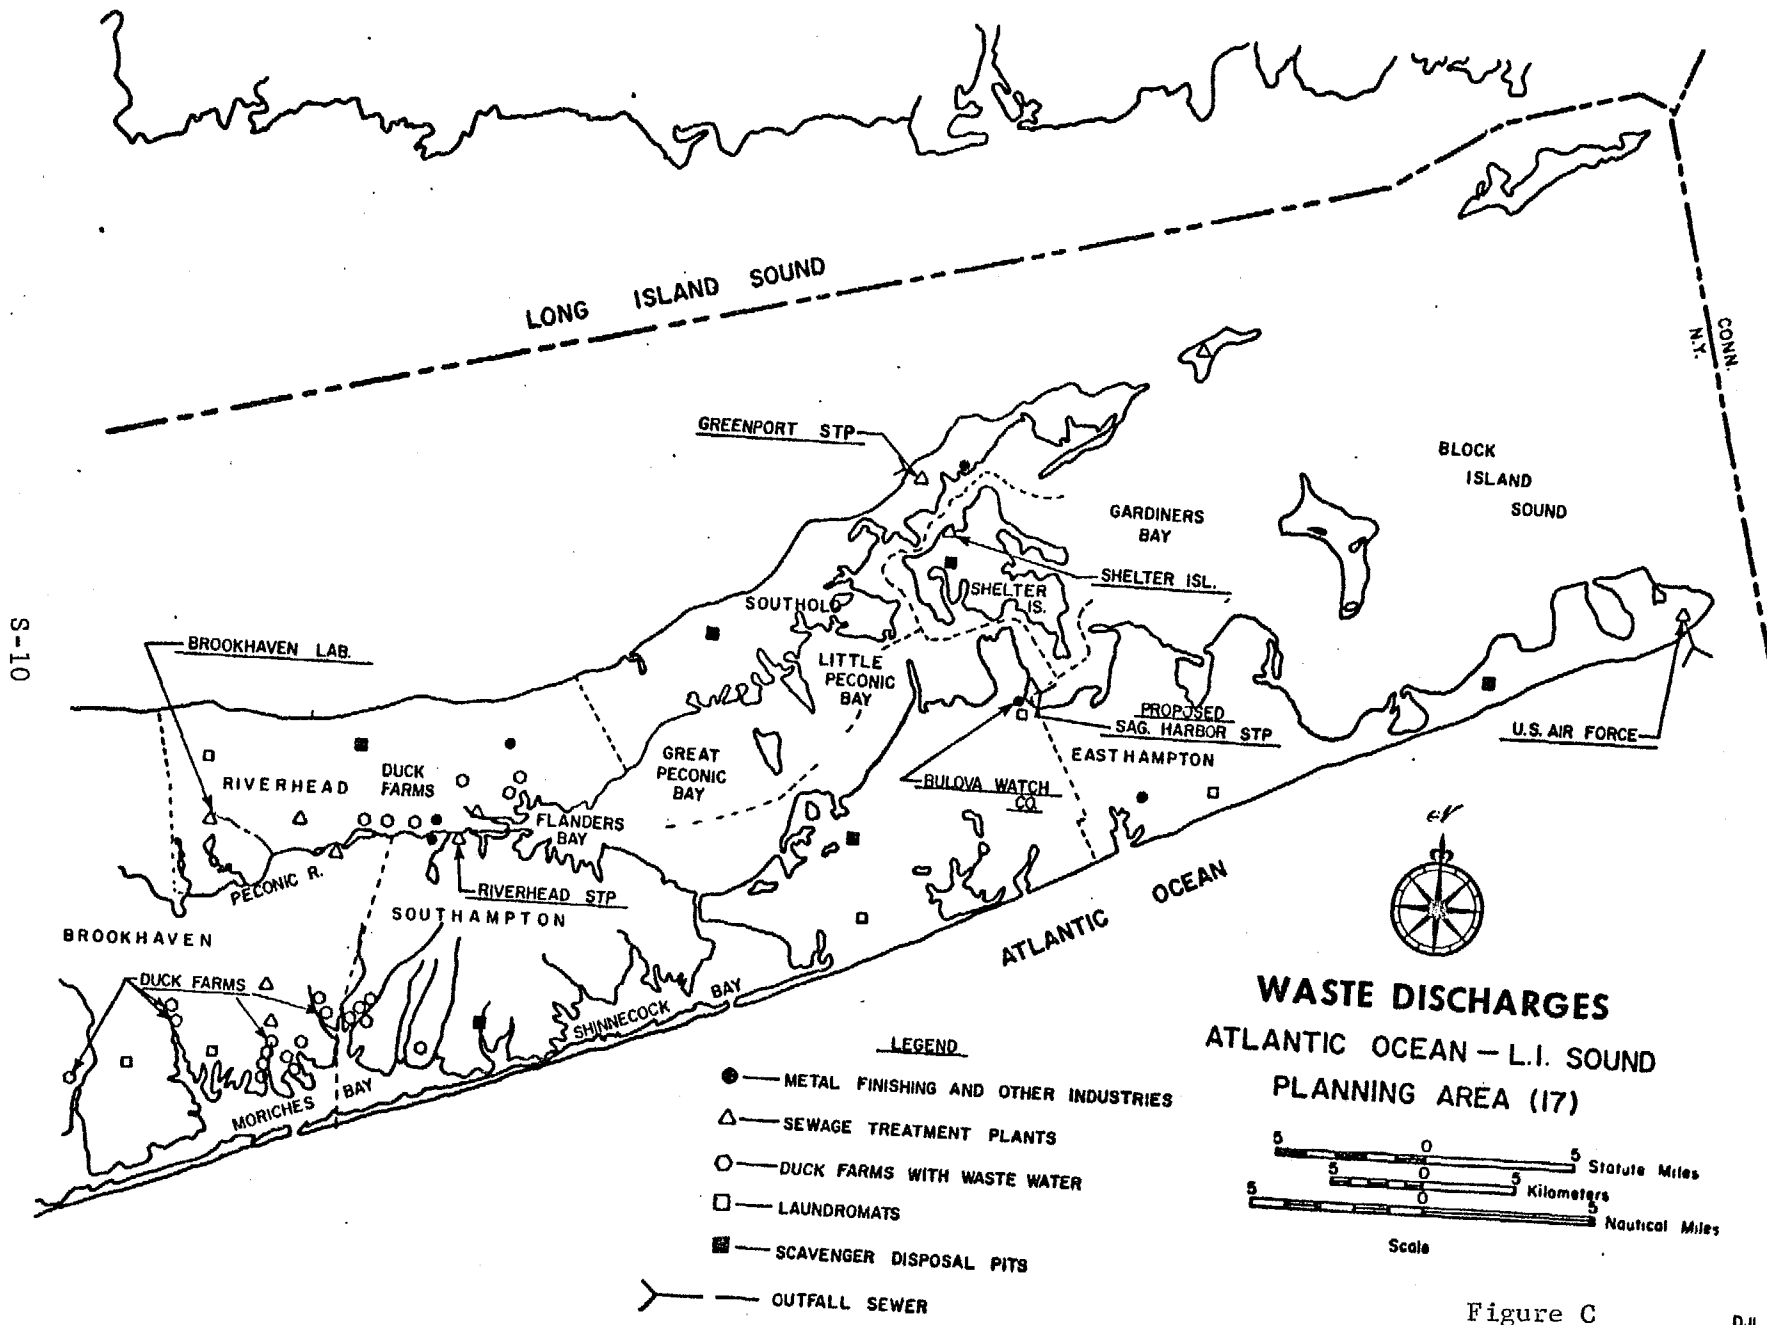 LONG ISLAND SOUND
CONN.
N.Y.
GREENPORT STP
BLOCK
ISLAND
SOUND
GARDINERS
BAY
SHELTER ISL.
SHELTER
IS.
SOUTHOLD
S-10
BROOKHAVEN LAB.
LITTLE
PECONIC
BAY
PROPOSED
SAG. HARBOR STP
U.S. AIR FORCE
EASTHAMPTON
GREAT
PECONIC
BAY
BULOVA WATCH
CO.
RIVERHEAD
DUCK
FARMS
FLANDERS
BAY
PECONIC R.
RIVERHEAD STP
SOUTHAMPTON
ATLANTIC OCEAN
BROOKHAVEN
DUCK FARMS
SHINNECOCK BAY
MORICHES BAY
WASTE DISCHARGES
ATLANTIC OCEAN — L.I. SOUND
PLANNING AREA (17)
LEGEND
METAL FINISHING AND OTHER INDUSTRIES
SEWAGE TREATMENT PLANTS
DUCK FARMS WITH WASTE WATER
LAUNDROMATS
SCAVENGER DISPOSAL PITS
OUTFALL SEWER
5 0 5 Statute Miles
5 0 5 Kilometers
5 0 5 Nautical Miles
Scale
Figure C